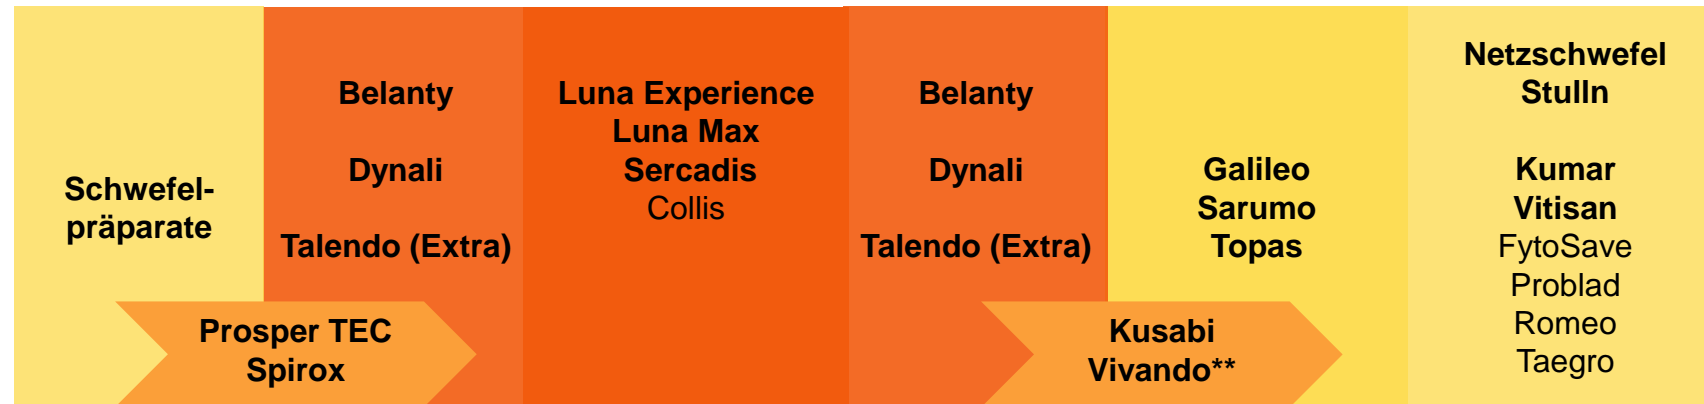 Schwefel-
präparate
Belanty
Dynali
Talendo (Extra)
Prosper TEC
Spirox
Luna Experience
Luna Max
Sercadis
Collis
Belanty
Dynali
Talendo (Extra)
Kusabi
Vivando**
Galileo
Sarumo
Topas
Netzschwefel
Stulln
Kumar
Vitisan
FytoSave
Problad
Romeo
Taegro